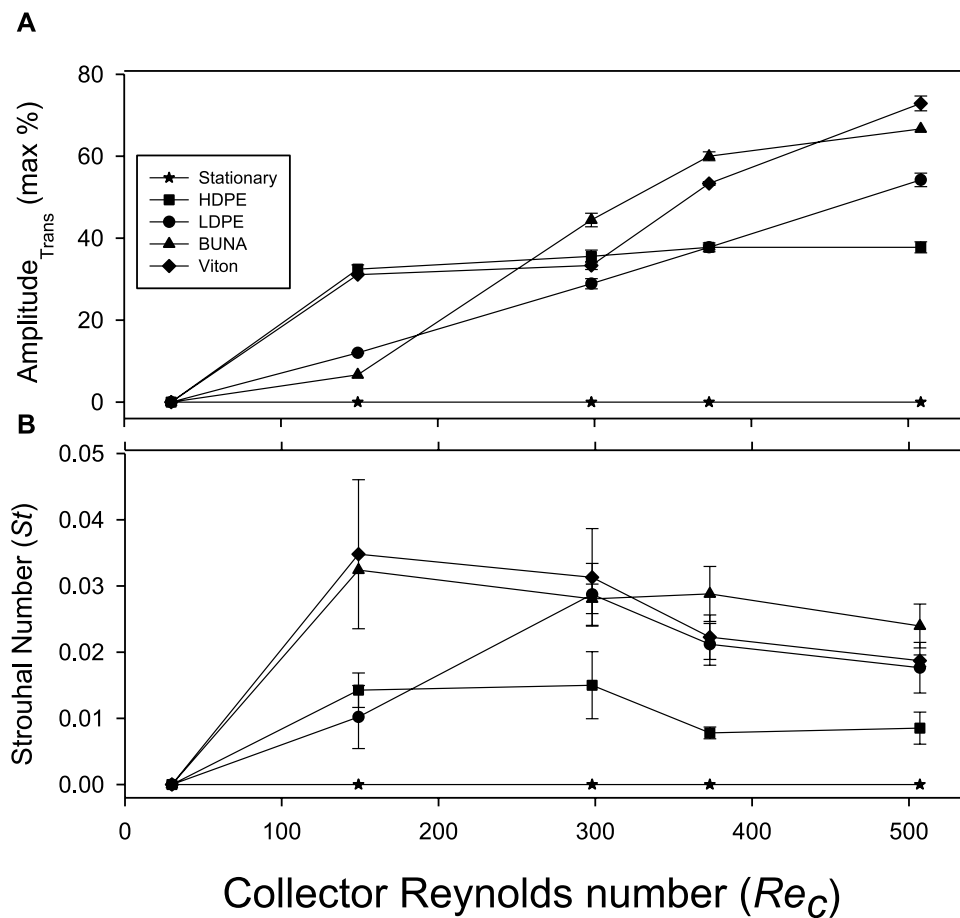 A
80
60
40
20
0
Amplitude_Trans (max %)
Stationary
HDPE
LDPE
BUNA
Viton
B
0.05
0.04
0.03
0.02
0.01
0.00
Strouhal Number (St)
0 100 200 300 400 500
Collector Reynolds number (Re_C)